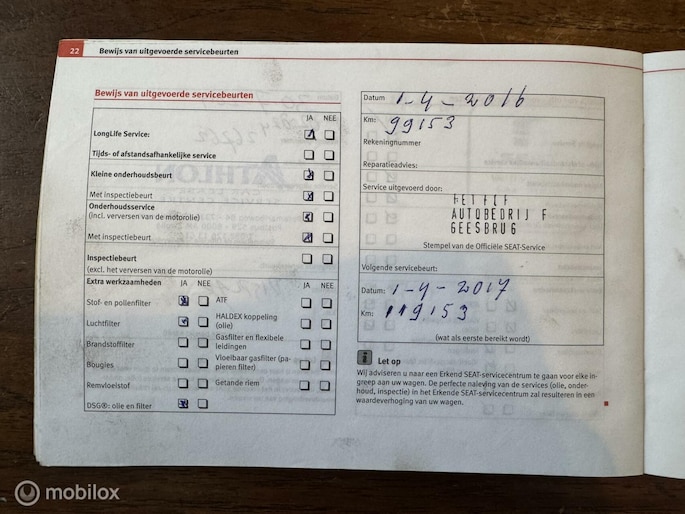 22
Bewijs van uitgevoerde servicebeurten
Bewijs van uitgevoerde servicebeurten
JA NEE
LongLife Service:
Tijds- of afstandsafhankelijke service
Kleine onderhoudsbeurt
Met inspectiebeurt
Onderhoudsservice
(incl. verversen van de motorolie)
Met inspectiebeurt
Inspectiebeurt
(excl. het verversen van de motorolie)
Extra werkzaamheden JA NEE JA NEE
Stof- en pollenfilter ATF
Luchtfilter HALDEX koppeling
(olie)
Brandstoffilter Gasfilter en flexibele
leidingen
Bougies Vloeibaar gasfilter (pa-
pieren filter)
Remvloeistof Getande riem
DSG®: olie en filter
Datum 1-4-2016
Km: 99153
Rekeningnummer
Reparatieadvies:
Service uitgevoerd door:
AUTOBEDRIJF
GEESBRUG
Stempel van de Officiële SEAT-Service
Volgende servicebeurt:
Datum: 1-4-2017
Km: 119153
(wat als eerste bereikt wordt)
Let op
Wij adviseren u naar een Erkend SEAT-servicecentrum te gaan voor elke in-
greep aan uw wagen. De perfecte naleving van de services (olie, onder-
houd, inspectie) in het Erkende SEAT-servicecentrum zal resulteren in een
waardeverhoging van uw wagen.
mobilox